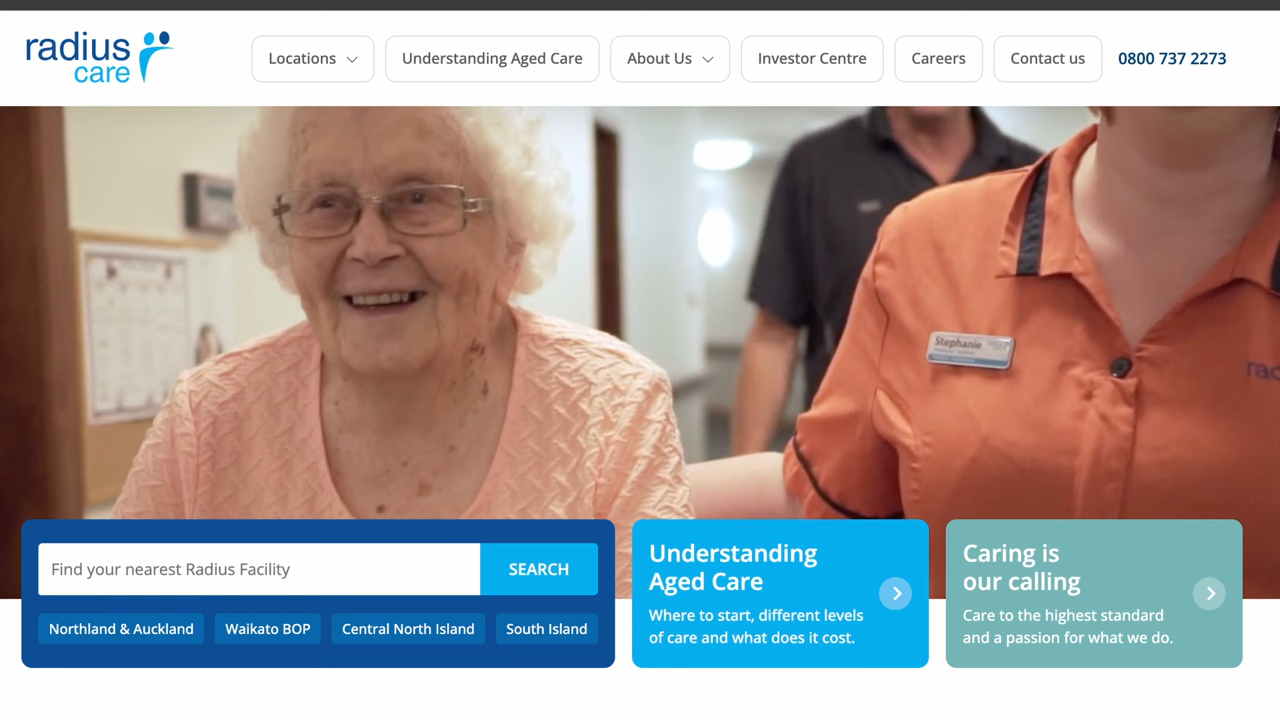 radius
care
Locations
Understanding Aged Care
About Us
Investor Centre
Careers
Contact us
0800 737 2273
Stephanie
Find your nearest Radius Facility
SEARCH
Northland & Auckland
Waikato BOP
Central North Island
South Island
Understanding
Aged Care
Where to start, different levels
of care and what does it cost.
Caring is
our calling
Care to the highest standard
and a passion for what we do.